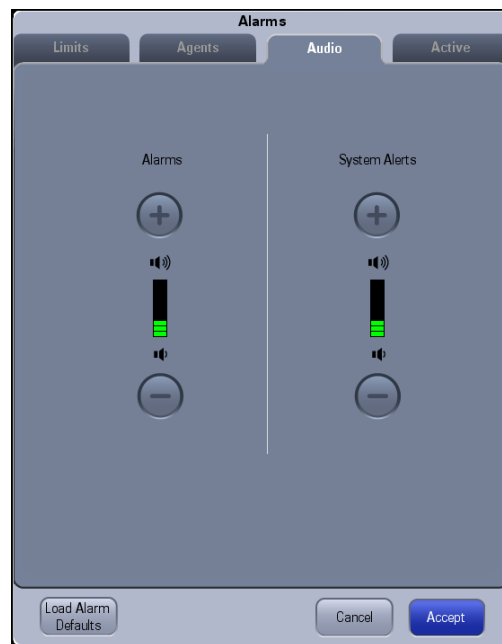 Alarms
Limits
Agents
Audio
Active
Alarms
System Alerts
Load Alarm
Defaults
Cancel
Accept